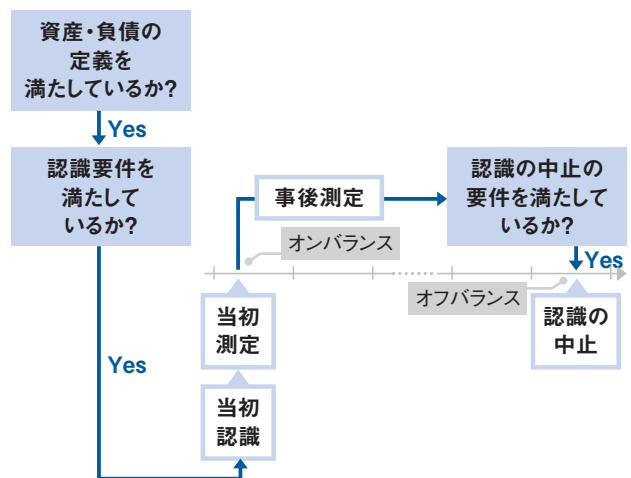 資産・負債の
定義を
満たしているか?
Yes
認識要件を
満たして
いるか?
Yes
当初
認識
当初
測定
オンバランス
事後測定
認識の中止の
要件を満たして
いるか?
Yes
オフバランス
認識の
中止